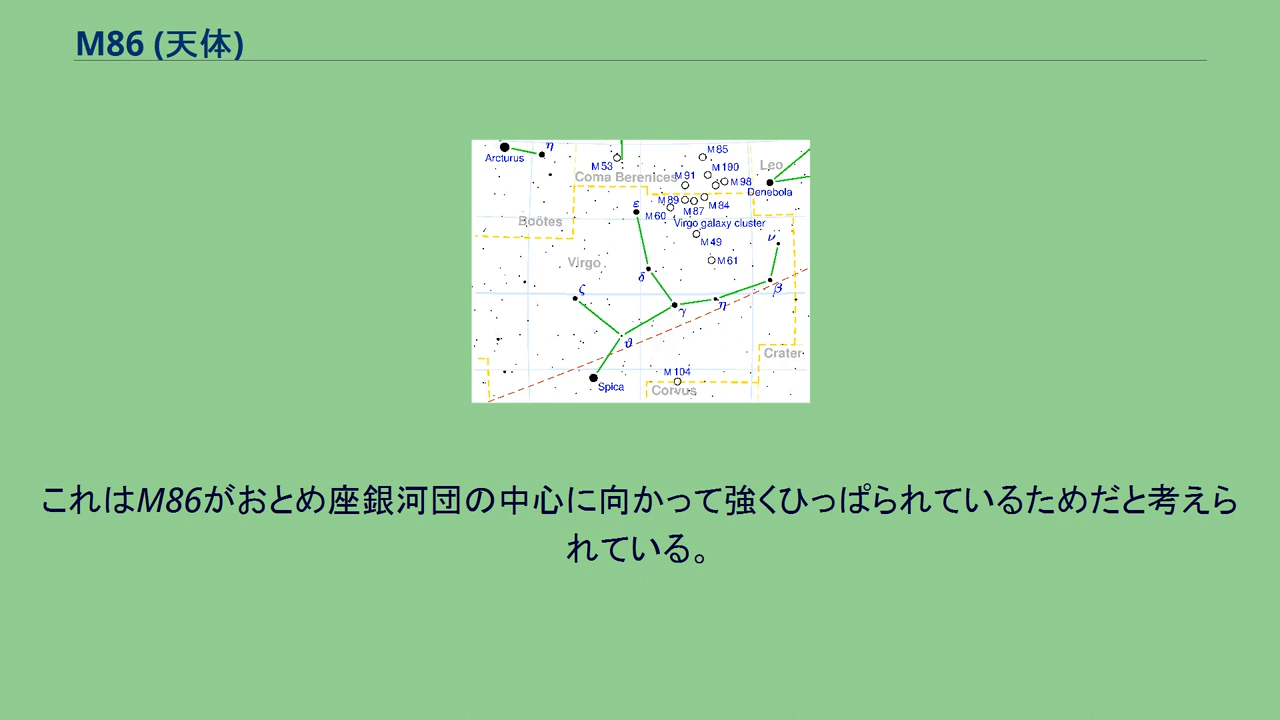 M86 (天体)
η
M85
Arcturus
M53
M100
Leo
Coma Berenices
M91
M98
Denebola
ε
M89
M84
M60
M87
Boötes
Virgo galaxy cluster
ν
M49
Virgo
M61
δ
ζ
β
γ
η
ϑ
Crater
M104
Spica
Corvus
これはM86がおとめ座銀河団の中心に向かって強くひっぱられているためだと考えら
れている。